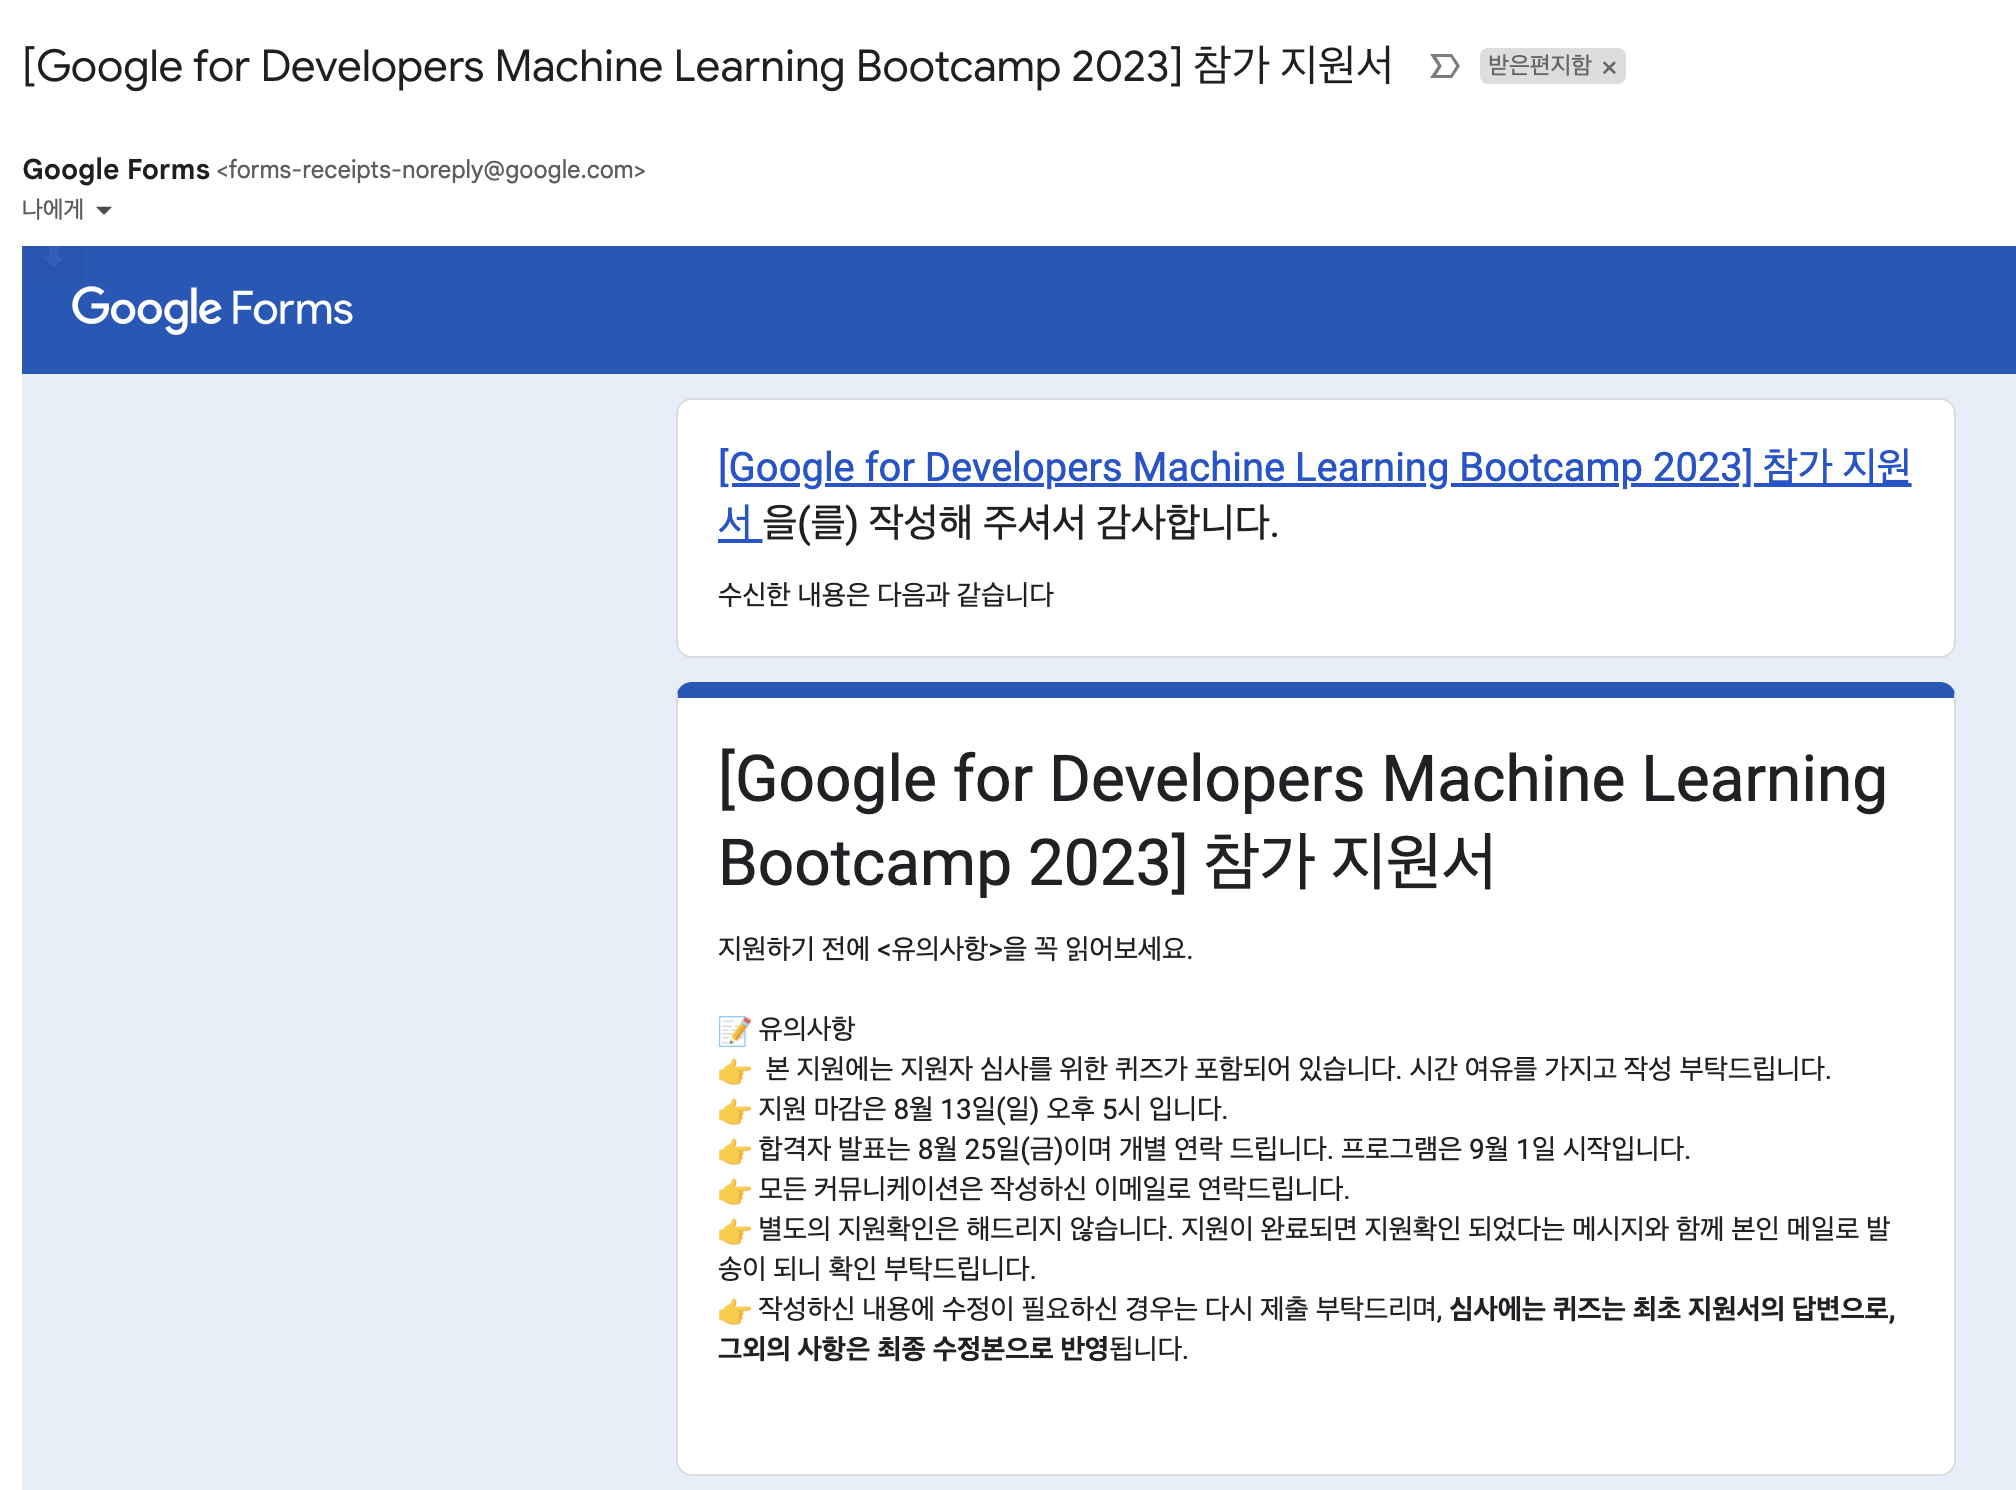 [Google for Developers Machine Learning Bootcamp 2023] 참가 지원서
받은편지함 ×
Google Forms <forms-receipts-noreply@google.com>
나에게
Google Forms
[Google for Developers Machine Learning Bootcamp 2023] 참가 지원
서 을(를) 작성해 주셔서 감사합니다.
수신한 내용은 다음과 같습니다
[Google for Developers Machine Learning
Bootcamp 2023] 참가 지원서
지원하기 전에 <유의사항>을 꼭 읽어보세요.
📝 유의사항
👉 본 지원에는 지원자 심사를 위한 퀴즈가 포함되어 있습니다. 시간 여유를 가지고 작성 부탁드립니다.
👉 지원 마감은 8월 13일(일) 오후 5시 입니다.
👉 합격자 발표는 8월 25일(금)이며 개별 연락 드립니다. 프로그램은 9월 1일 시작입니다.
👉 모든 커뮤니케이션은 작성하신 이메일로 연락드립니다.
👉 별도의 지원확인은 해드리지 않습니다. 지원이 완료되면 지원확인 되었다는 메시지와 함께 본인 메일로 발
송이 되니 확인 부탁드립니다.
👉 작성하신 내용에 수정이 필요하신 경우는 다시 제출 부탁드리며, 심사에는 퀴즈는 최초 지원서의 답변으로,
그외의 사항은 최종 수정본으로 반영됩니다.